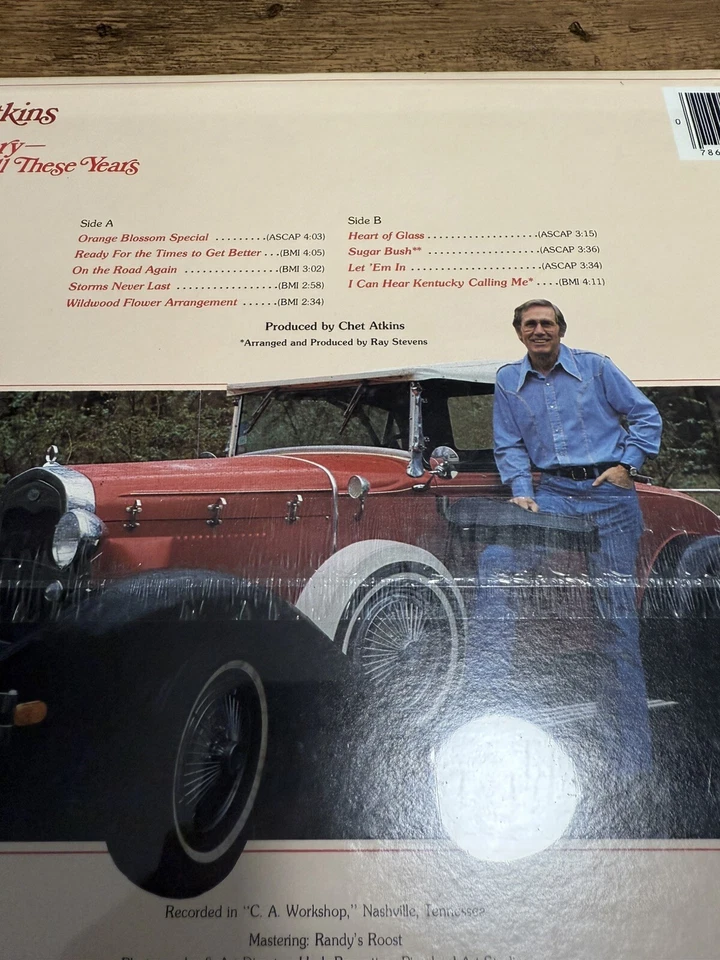 tkins
ry—
ll These Years
0
786
Side A
Orange Blossom Special .........(ASCAP 4:03)
Ready For the Times to Get Better ...(BMI 4:05)
On the Road Again .................(BMI 3:02)
Storms Never Last ..................(BMI 2:58)
Wildwood Flower Arrangement ......(BMI 2:34)
Side B
Heart of Glass ....................(ASCAP 3:15)
Sugar Bush** ....................(ASCAP 3:36)
Let 'Em In .......................(ASCAP 3:34)
I Can Hear Kentucky Calling Me* ....(BMI 4:11)
Produced by Chet Atkins
*Arranged and Produced by Ray Stevens
Recorded in "C. A. Workshop," Nashville, Tennessee
Mastering: Randy's Roost